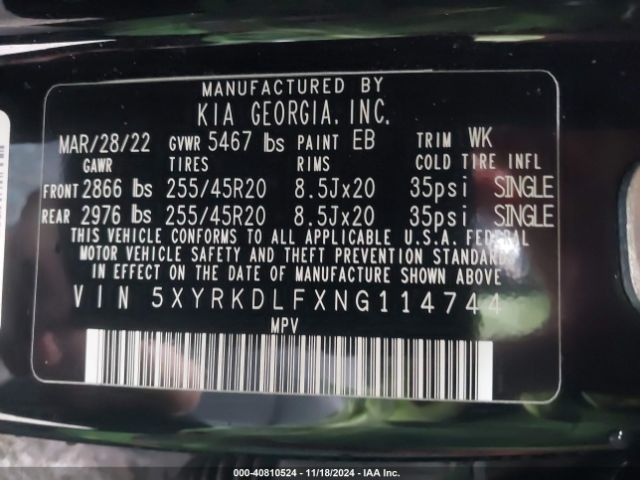 MANUFACTURED BY
KIA GEORGIA. INC.
MAR/28/22 GVWR 5467 lbs PAINT EB TRIM WK
GAWR TIRES RIMS COLD TIRE INFL
FRONT 2866 lbs 255/45R20 8.5Jx20 35psi SINGLE
REAR 2976 lbs 255/45R20 8.5Jx20 35psi SINGLE
THIS VEHICLE CONFORMS TO ALL APPLICABLE U.S.A. FEDERAL
MOTOR VEHICLE SAFETY AND THEFT PREVENTION STANDARDS
IN EFFECT ON THE DATE OF MANUFACTURE SHOWN ABOVE
VIN 5XYRKDLFXNG114744
MPV
000-40810524 | 11/18/2024 | IAA Inc.